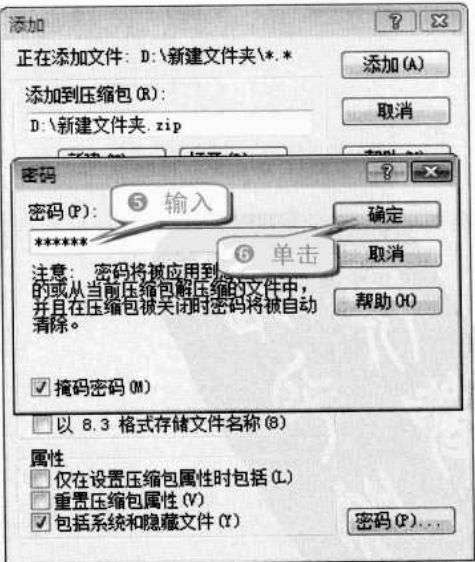 添加
正在添加文件: D:\新建文件夹\*.*
添加(A)
添加到压缩包(R):
取消
D:\新建文件夹.zip
密码
密码(P):
❺ 输入
确定
******
❻ 单击
取消
注意: 密码将被应用到
的或从当前压缩包解压缩的文件中,
并且在压缩包被关闭时密码将被自动
清除。
帮助(H)
掩码密码(M)
以 8.3 格式存储文件名称(8)
属性
仅在设置压缩包属性时包括(L)
重置压缩包属性(V)
包括系统和隐藏文件(Y)
密码(P)...